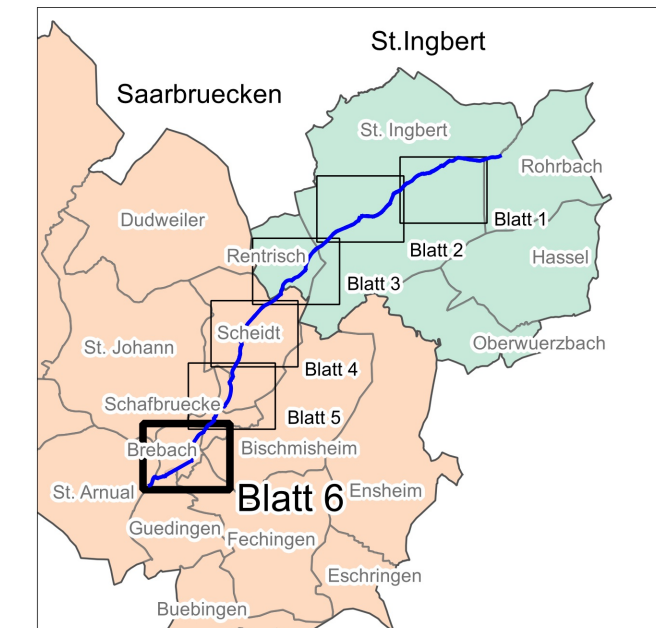 St.Ingbert
Saarbruecken
St. Ingbert
Rohrbach
Dudweiler
Blatt 1
Blatt 2
Rentrisch
Hassel
Blatt 3
Scheidt
St. Johann
Oberwuerzbach
Blatt 4
Schafbruecke
Blatt 5
Brebach
Bischmisheim
St. Arnual
Blatt 6
Ensheim
Guedingen
Fechingen
Eschringen
Buebingen